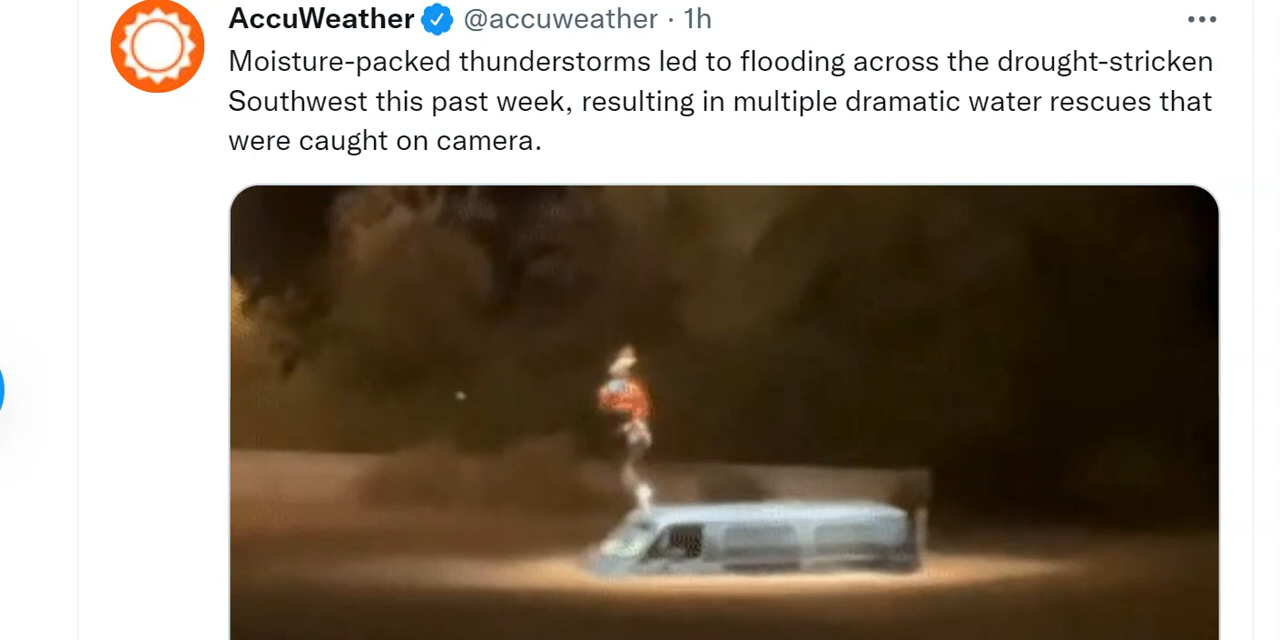 AccuWeather @accuweather · 1h
Moisture-packed thunderstorms led to flooding across the drought-stricken
Southwest this past week, resulting in multiple dramatic water rescues that
were caught on camera.